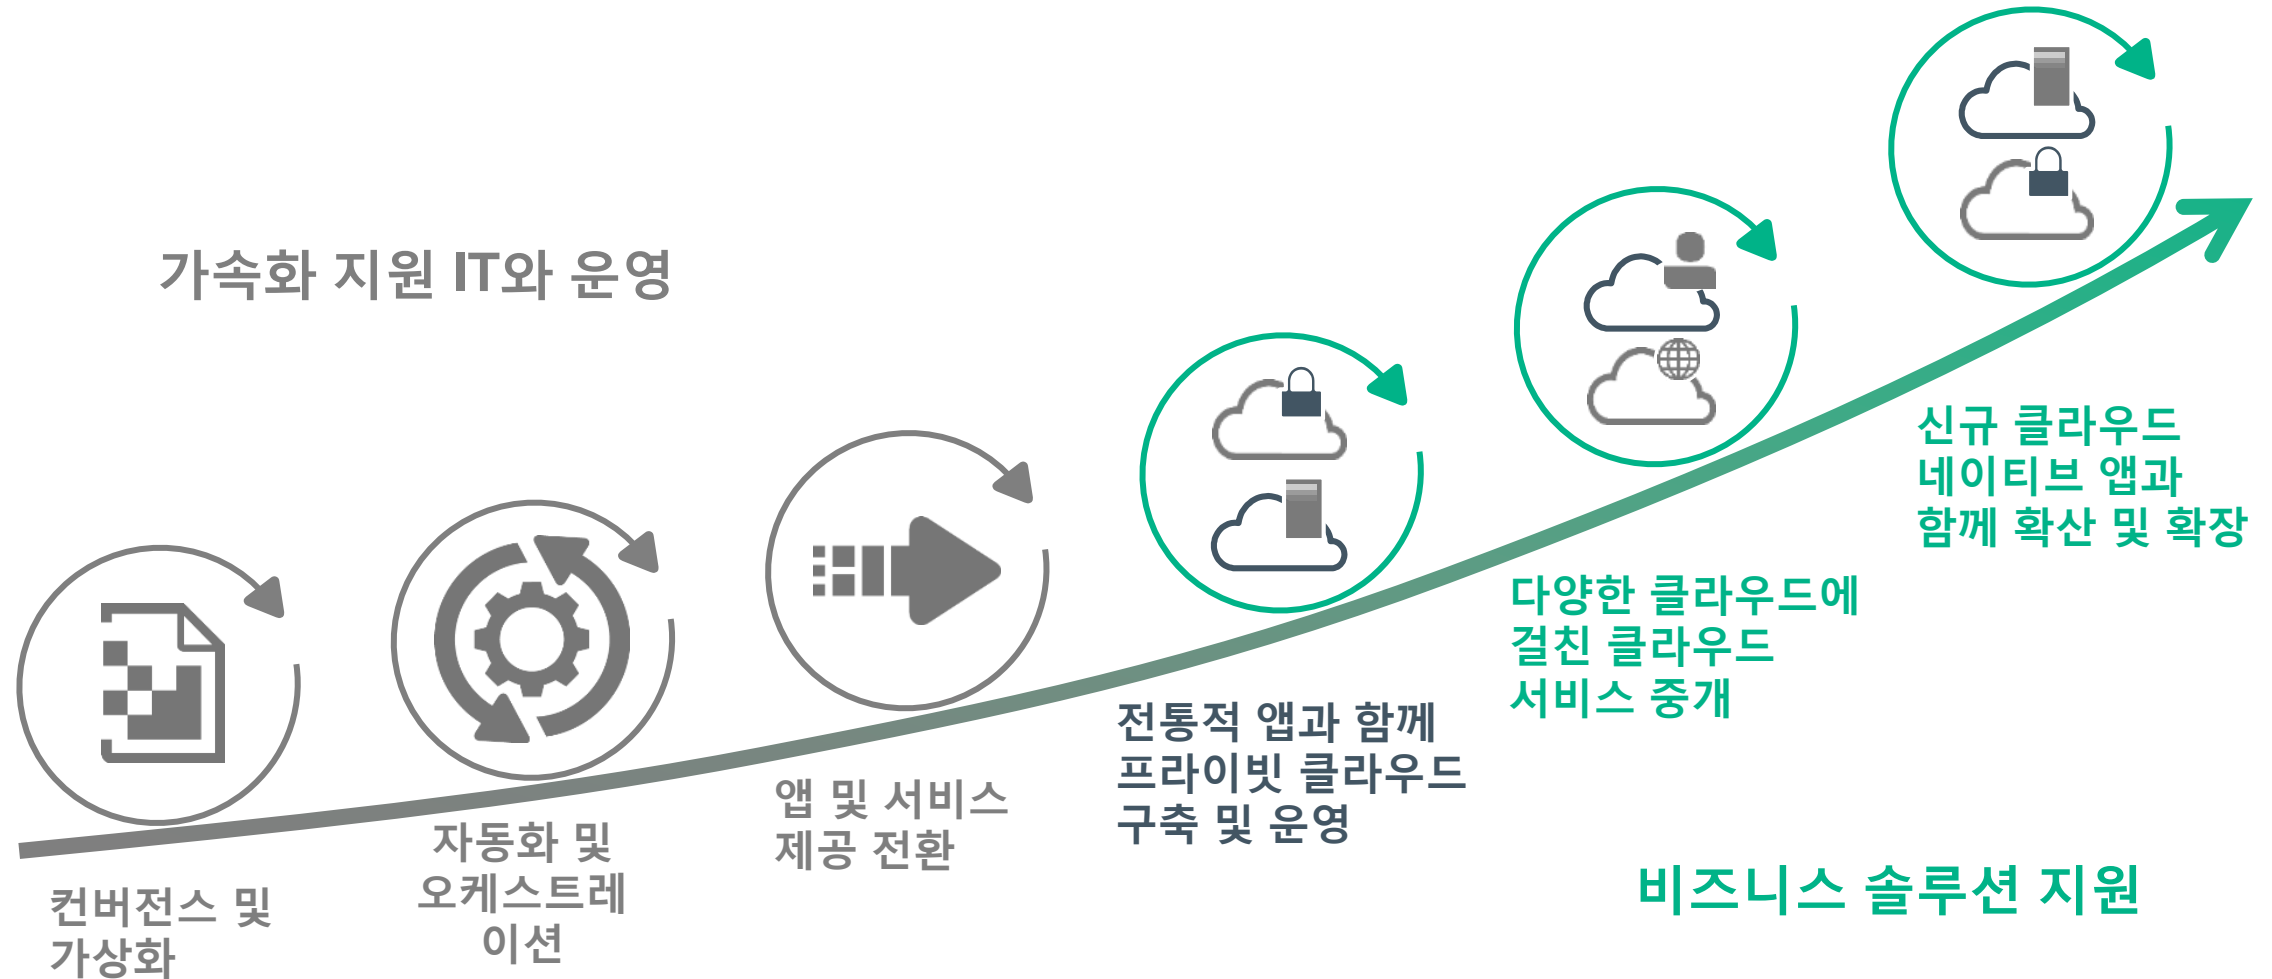 가속화 지원 IT와 운영
컨버전스 및
가상화
자동화 및
오케스트레
이션
앱 및 서비스
제공 전환
전통적 앱과 함께
프라이빗 클라우드
구축 및 운영
다양한 클라우드에
걸친 클라우드
서비스 중개
신규 클라우드
네이티브 앱과
함께 확산 및 확장
비즈니스 솔루션 지원